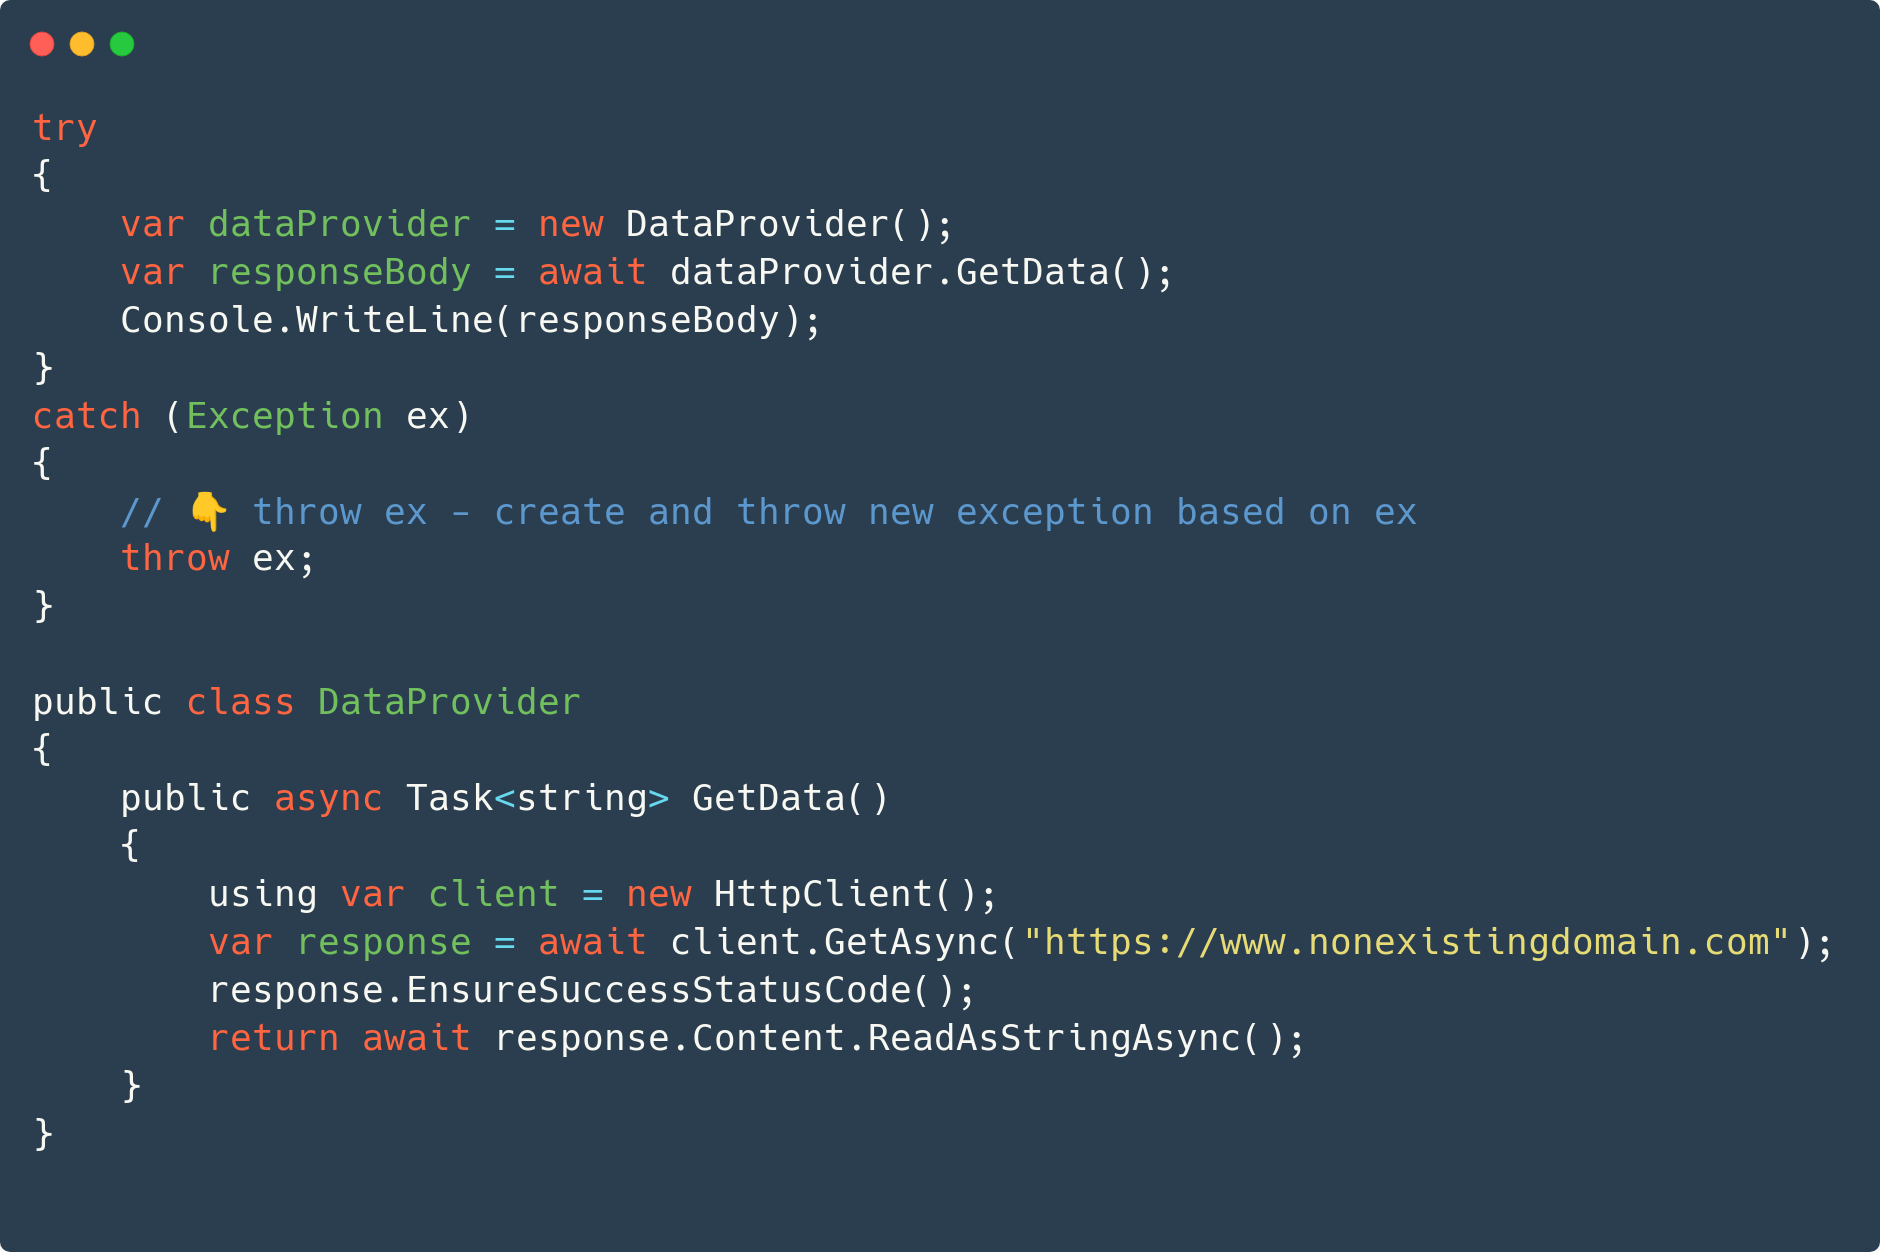 try
{
    var dataProvider = new DataProvider();
    var responseBody = await dataProvider.GetData();
    Console.WriteLine(responseBody);
}
catch (Exception ex)
{
    // 👇 throw ex - create and throw new exception based on ex
    throw ex;
}

public class DataProvider
{
    public async Task<string> GetData()
    {
        using var client = new HttpClient();
        var response = await client.GetAsync("https://www.nonexistingdomain.com");
        response.EnsureSuccessStatusCode();
        return await response.Content.ReadAsStringAsync();
    }
}